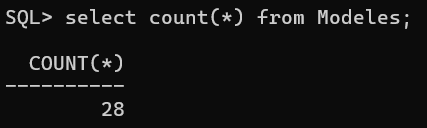 SQL> select count(*) from Modeles;
COUNT(*)
----------
28